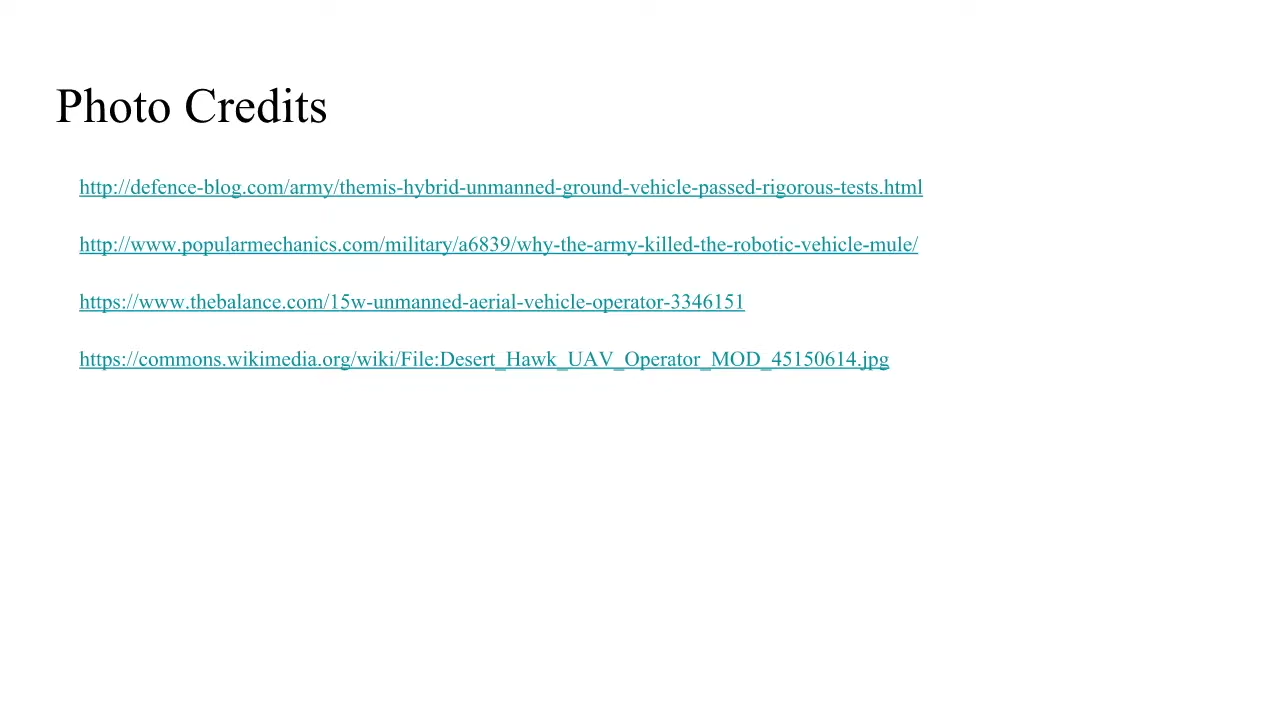 Photo Credits
http://defence-blog.com/army/themis-hybrid-unmanned-ground-vehicle-passed-rigorous-tests.html
http://www.popularmechanics.com/military/a6839/why-the-army-killed-the-robotic-vehicle-mule/
https://www.thebalance.com/15w-unmanned-aerial-vehicle-operator-3346151
https://commons.wikimedia.org/wiki/File:Desert_Hawk_UAV_Operator_MOD_45150614.jpg